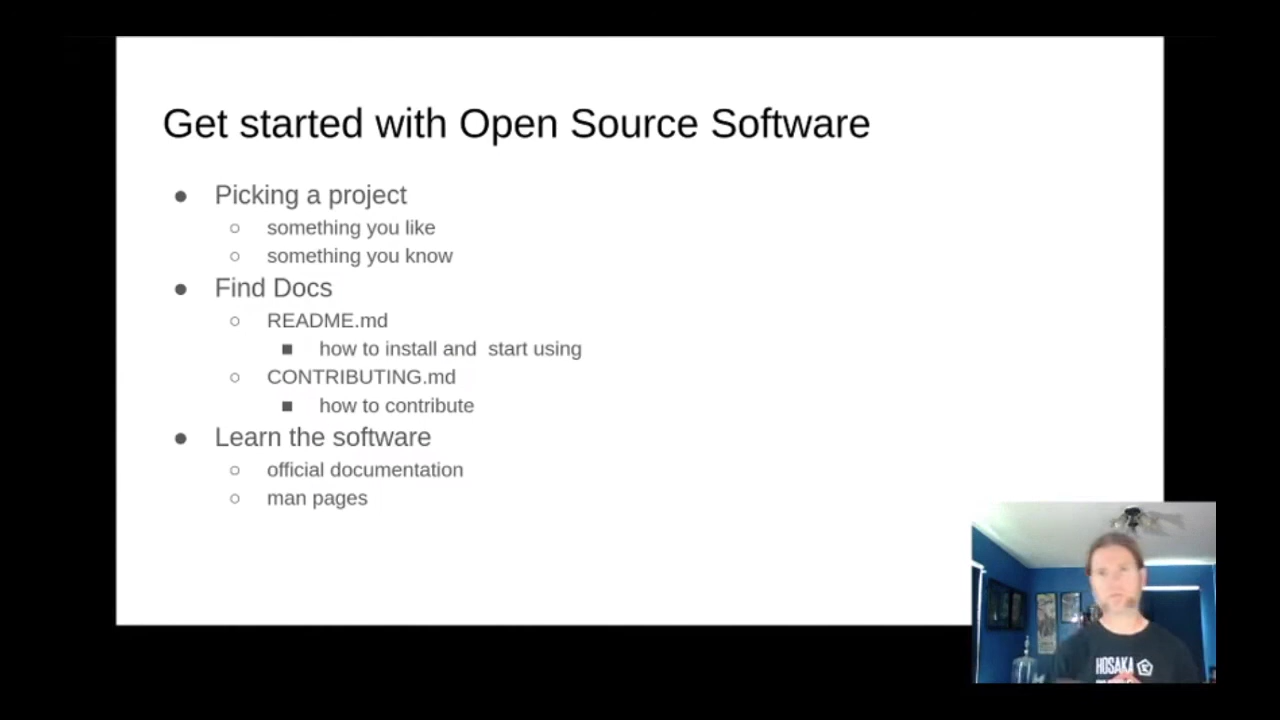 Get started with Open Source Software
● Picking a project
○ something you like
○ something you know
● Find Docs
○ README.md
■ how to install and  start using
○ CONTRIBUTING.md
■ how to contribute
● Learn the software
○ official documentation
○ man pages
HOSAKA